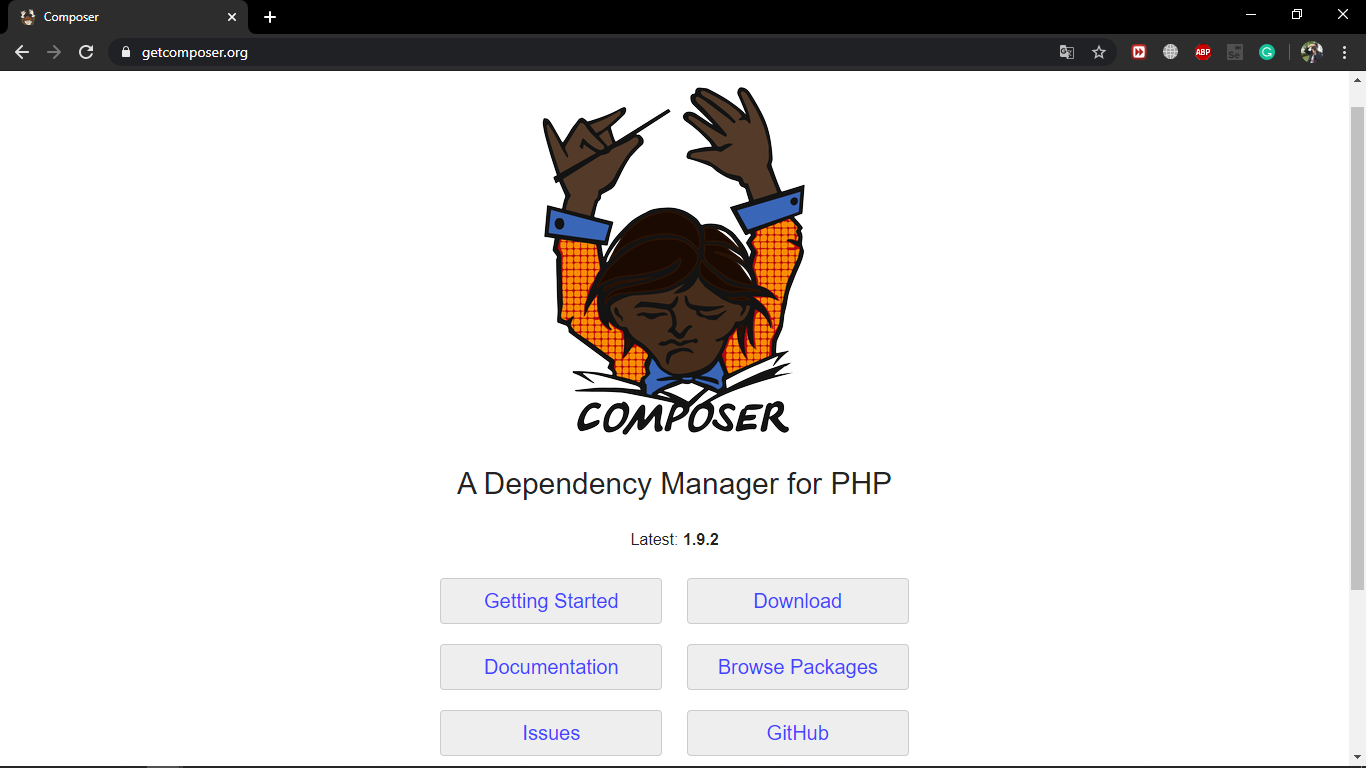 Composer
getcomposer.org
ABP
COMPOSER
A Dependency Manager for PHP
Latest: 1.9.2
Getting Started
Download
Documentation
Browse Packages
Issues
GitHub